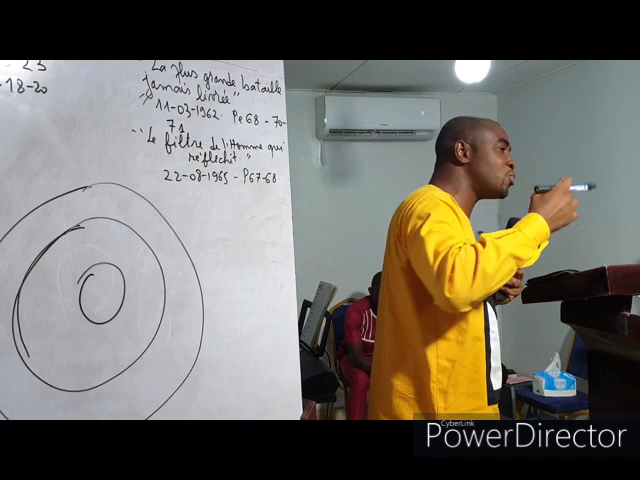 - 23
-18-20
"La plus grande bataille
jamais livrée"
11-03-1962. Pe 68 - 70-
71
"Le filtre de l'Homme qui
réfléchit."
22-08-1965 - P67-68
CyberLink
PowerDirector